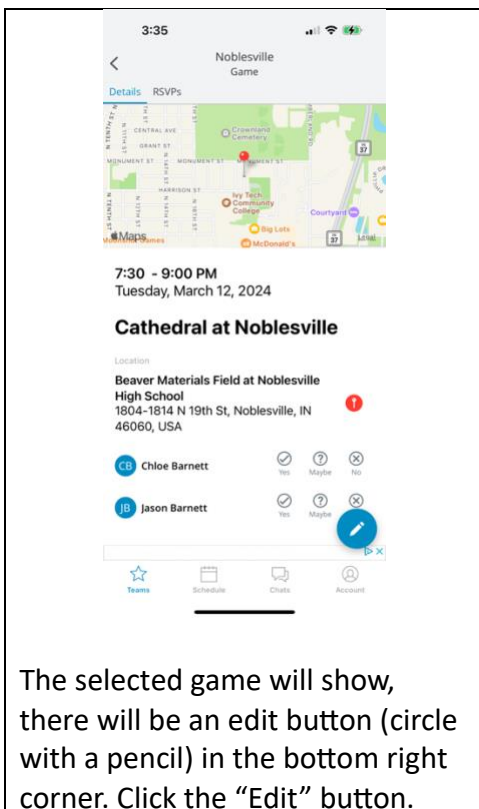 3:35
Noblesville
Game
Details RSVPs
CENTRAL AVE
Crownland
Cemetery
GRANT ST
MONUMENT ST
MONUMENT ST
MONUMENT ST
37
HARRISON ST
Ivy Tech
Community
College
Courtyard
Big Lots
Maps
McDonald's
37
7:30 - 9:00 PM
Tuesday, March 12, 2024
Cathedral at Noblesville
Location
Beaver Materials Field at Noblesville
High School
1804-1814 N 19th St, Noblesville, IN
46060, USA
CB Chloe Barnett
Yes Maybe No
JB Jason Barnett
Yes Maybe
Teams Schedule Chats Account
The selected game will show,
there will be an edit button (circle
with a pencil) in the bottom right
corner. Click the “Edit” button.